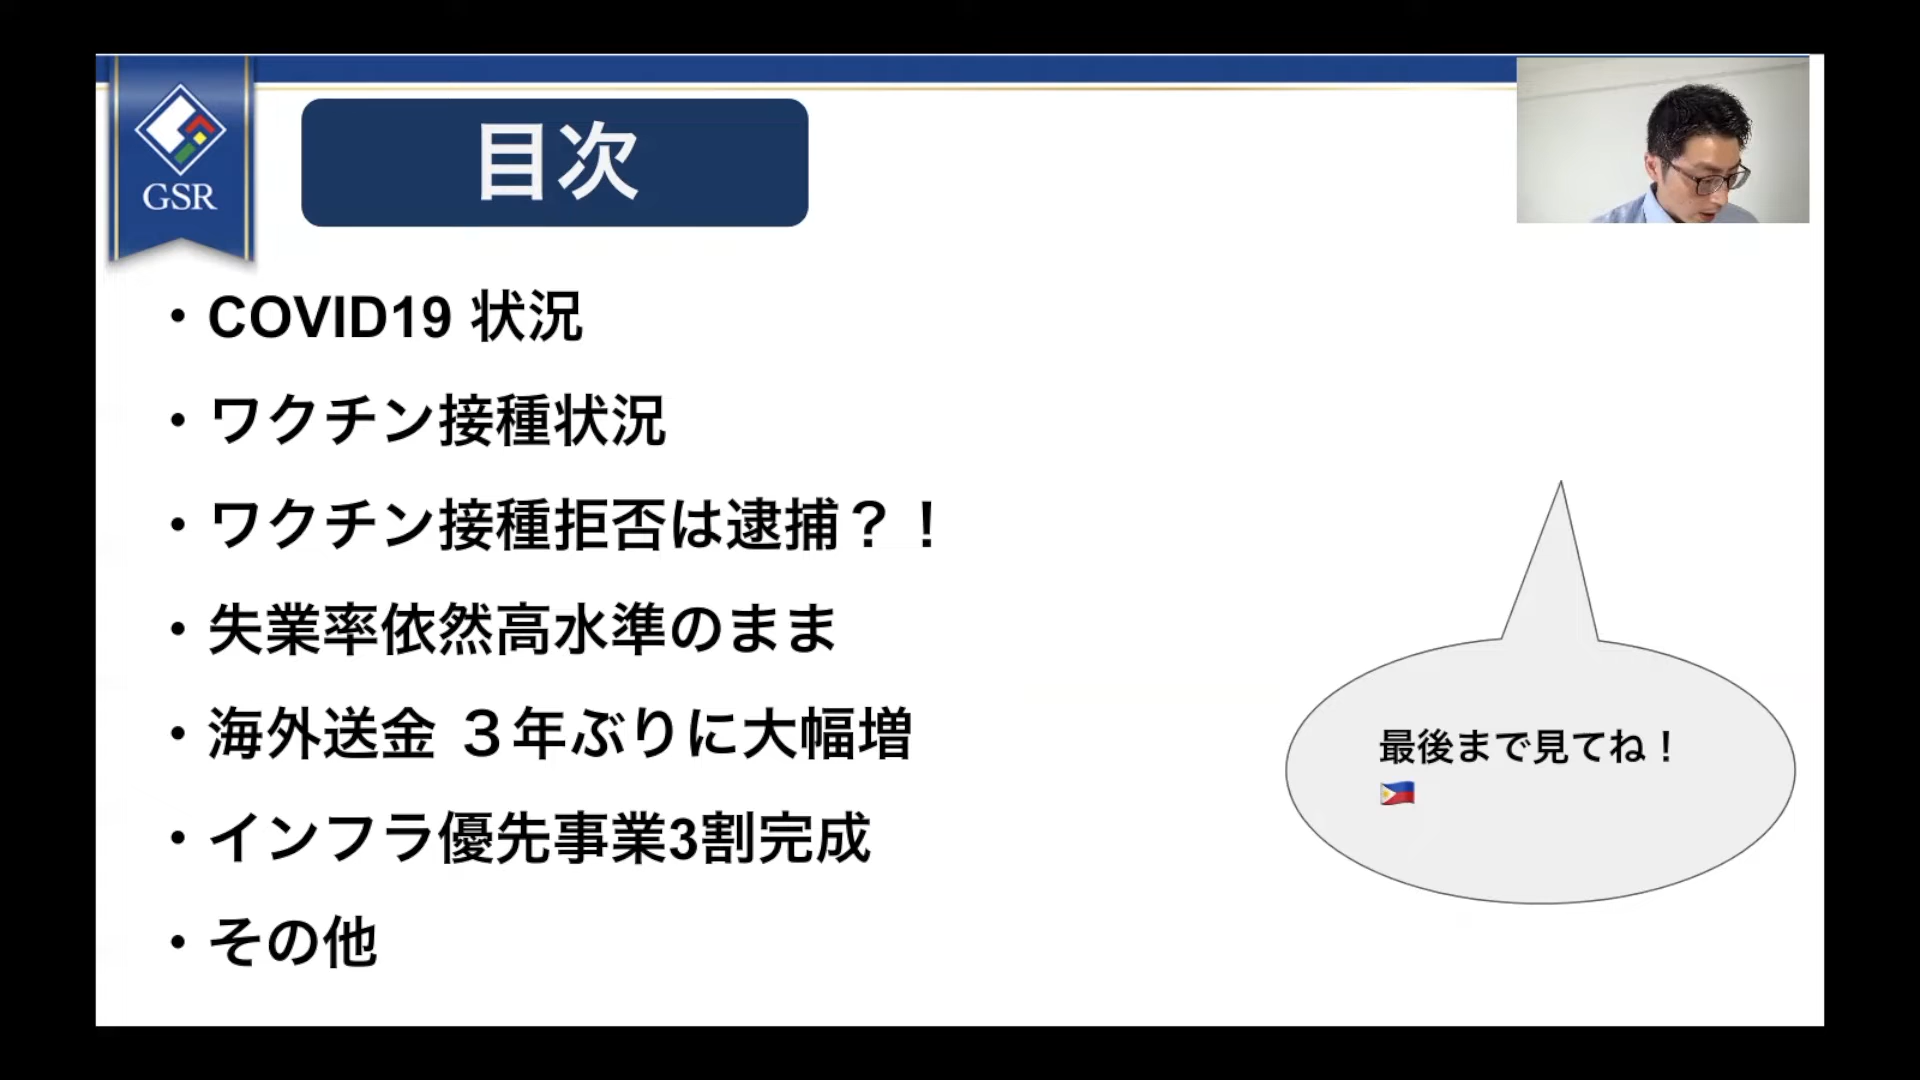 GSR
目次
・COVID19 状況
・ワクチン接種状況
・ワクチン接種拒否は逮捕？！
・失業率依然高水準のまま
・海外送金 ３年ぶりに大幅増
・インフラ優先事業3割完成
・その他
最後まで見てね！
🇵🇭